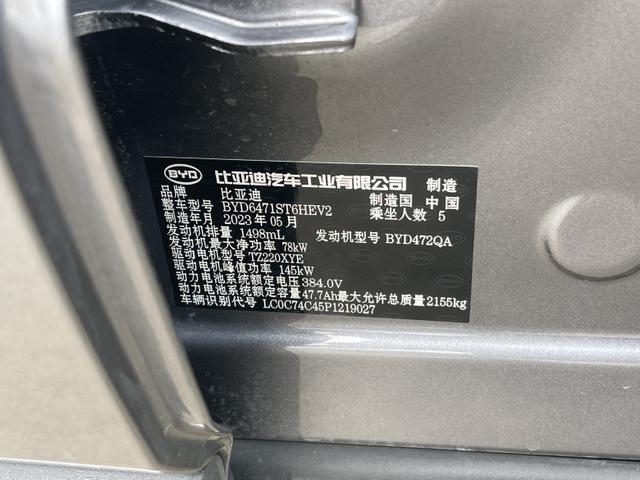 BYD 比亚迪汽车工业有限公司 制造
品牌 比亚迪 制造国 中国
整车型号 BYD6471ST6HEV2 乘坐人数 5
制造年月 2023年05月
发动机排量 1498mL 发动机型号 BYD472QA
发动机最大净功率 78kW
驱动电机型号 TZ220XYE
驱动电机峰值功率 145kW
动力电池系统额定电压 384.0V
动力电池系统额定容量 47.7Ah 最大允许总质量 2155kg
车辆识别代号 LC0C74C45P1219027